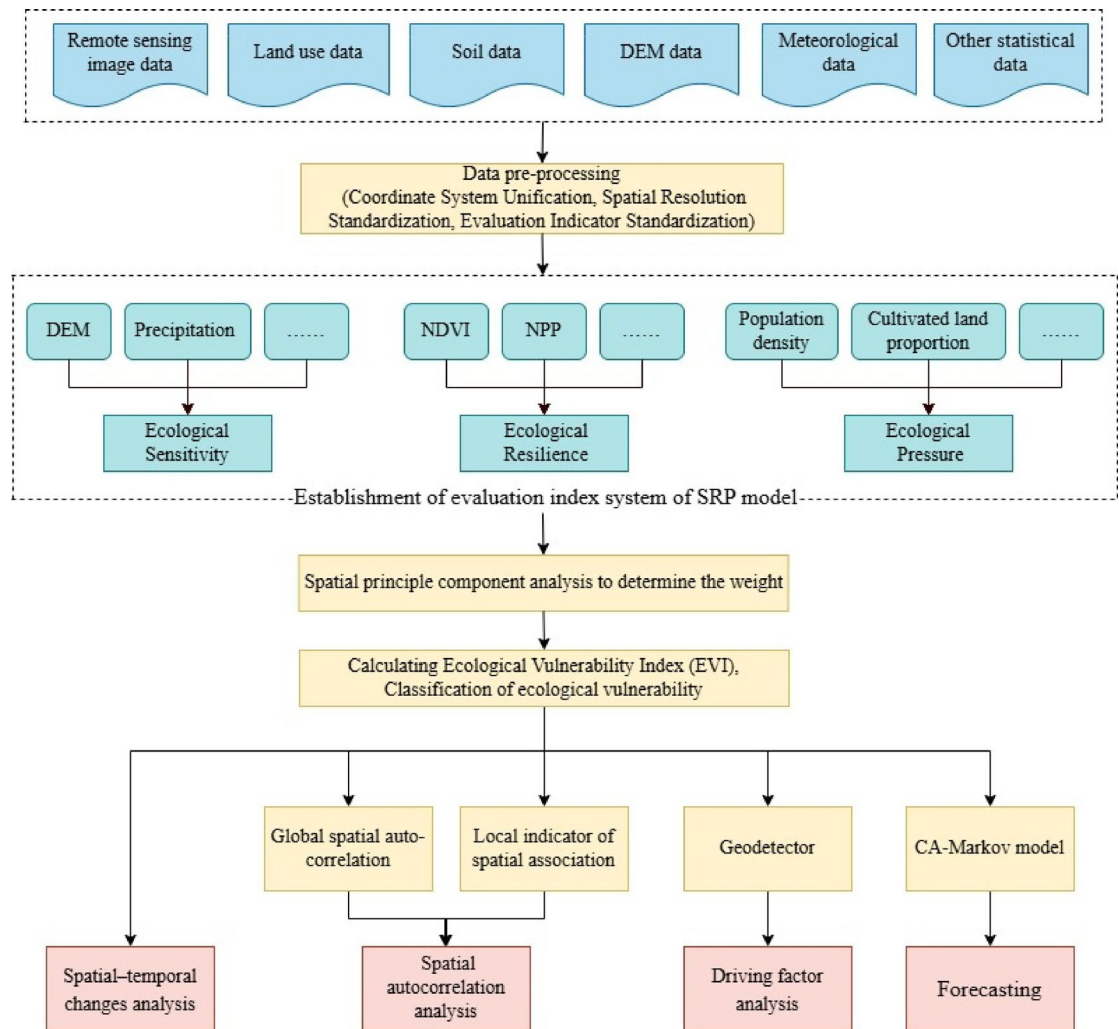 Remote sensing
image data
Land use data
Soil data
DEM data
Meteorological
data
Other statistical
data
Data pre-processing
(Coordinate System Unification, Spatial Resolution
Standardization, Evaluation Indicator Standardization)
DEM
Precipitation
......
NDVI
NPP
......
Population
density
Cultivated land
proportion
......
Ecological
Sensitivity
Ecological
Resilience
Ecological
Pressure
Establishment of evaluation index system of SRP model
Spatial principle component analysis to determine the weight
Calculating Ecological Vulnerability Index (EVI),
Classification of ecological vulnerability
Global spatial auto-
correlation
Local indicator of
spatial association
Geodetector
CA-Markov model
Spatial–temporal
changes analysis
Spatial
autocorrelation
analysis
Driving factor
analysis
Forecasting